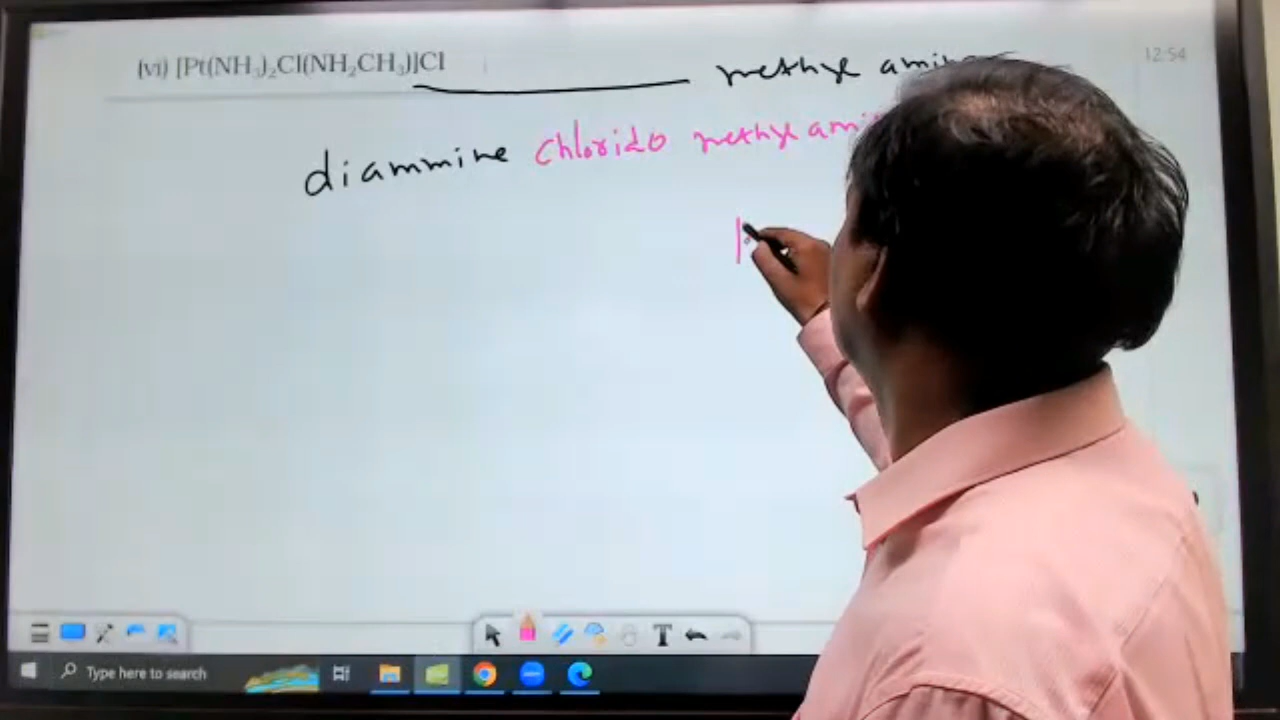 (vi) [Pt(NH₃)₂Cl(NH₂CH₃)]Cl
methyl
12:54
diammine chlorido methyl
Type here to search